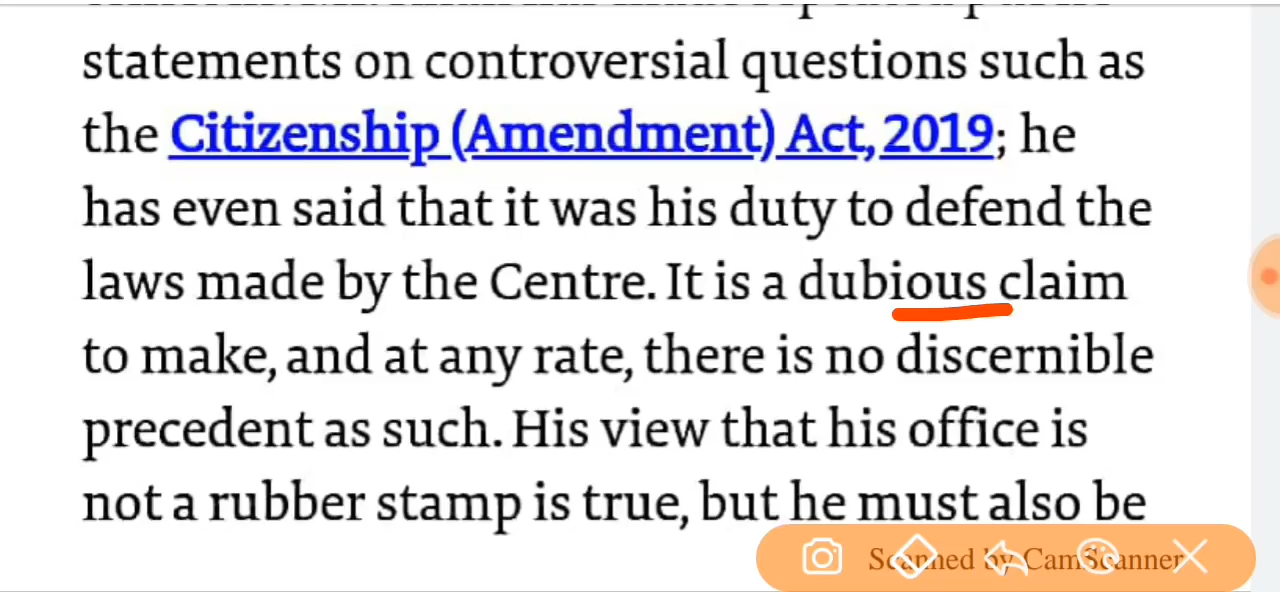 statements on controversial questions such as
the Citizenship (Amendment) Act, 2019; he
has even said that it was his duty to defend the
laws made by the Centre. It is a dubious claim
to make, and at any rate, there is no discernible
precedent as such. His view that his office is
not a rubber stamp is true, but he must also be
Scanned by CamScanner